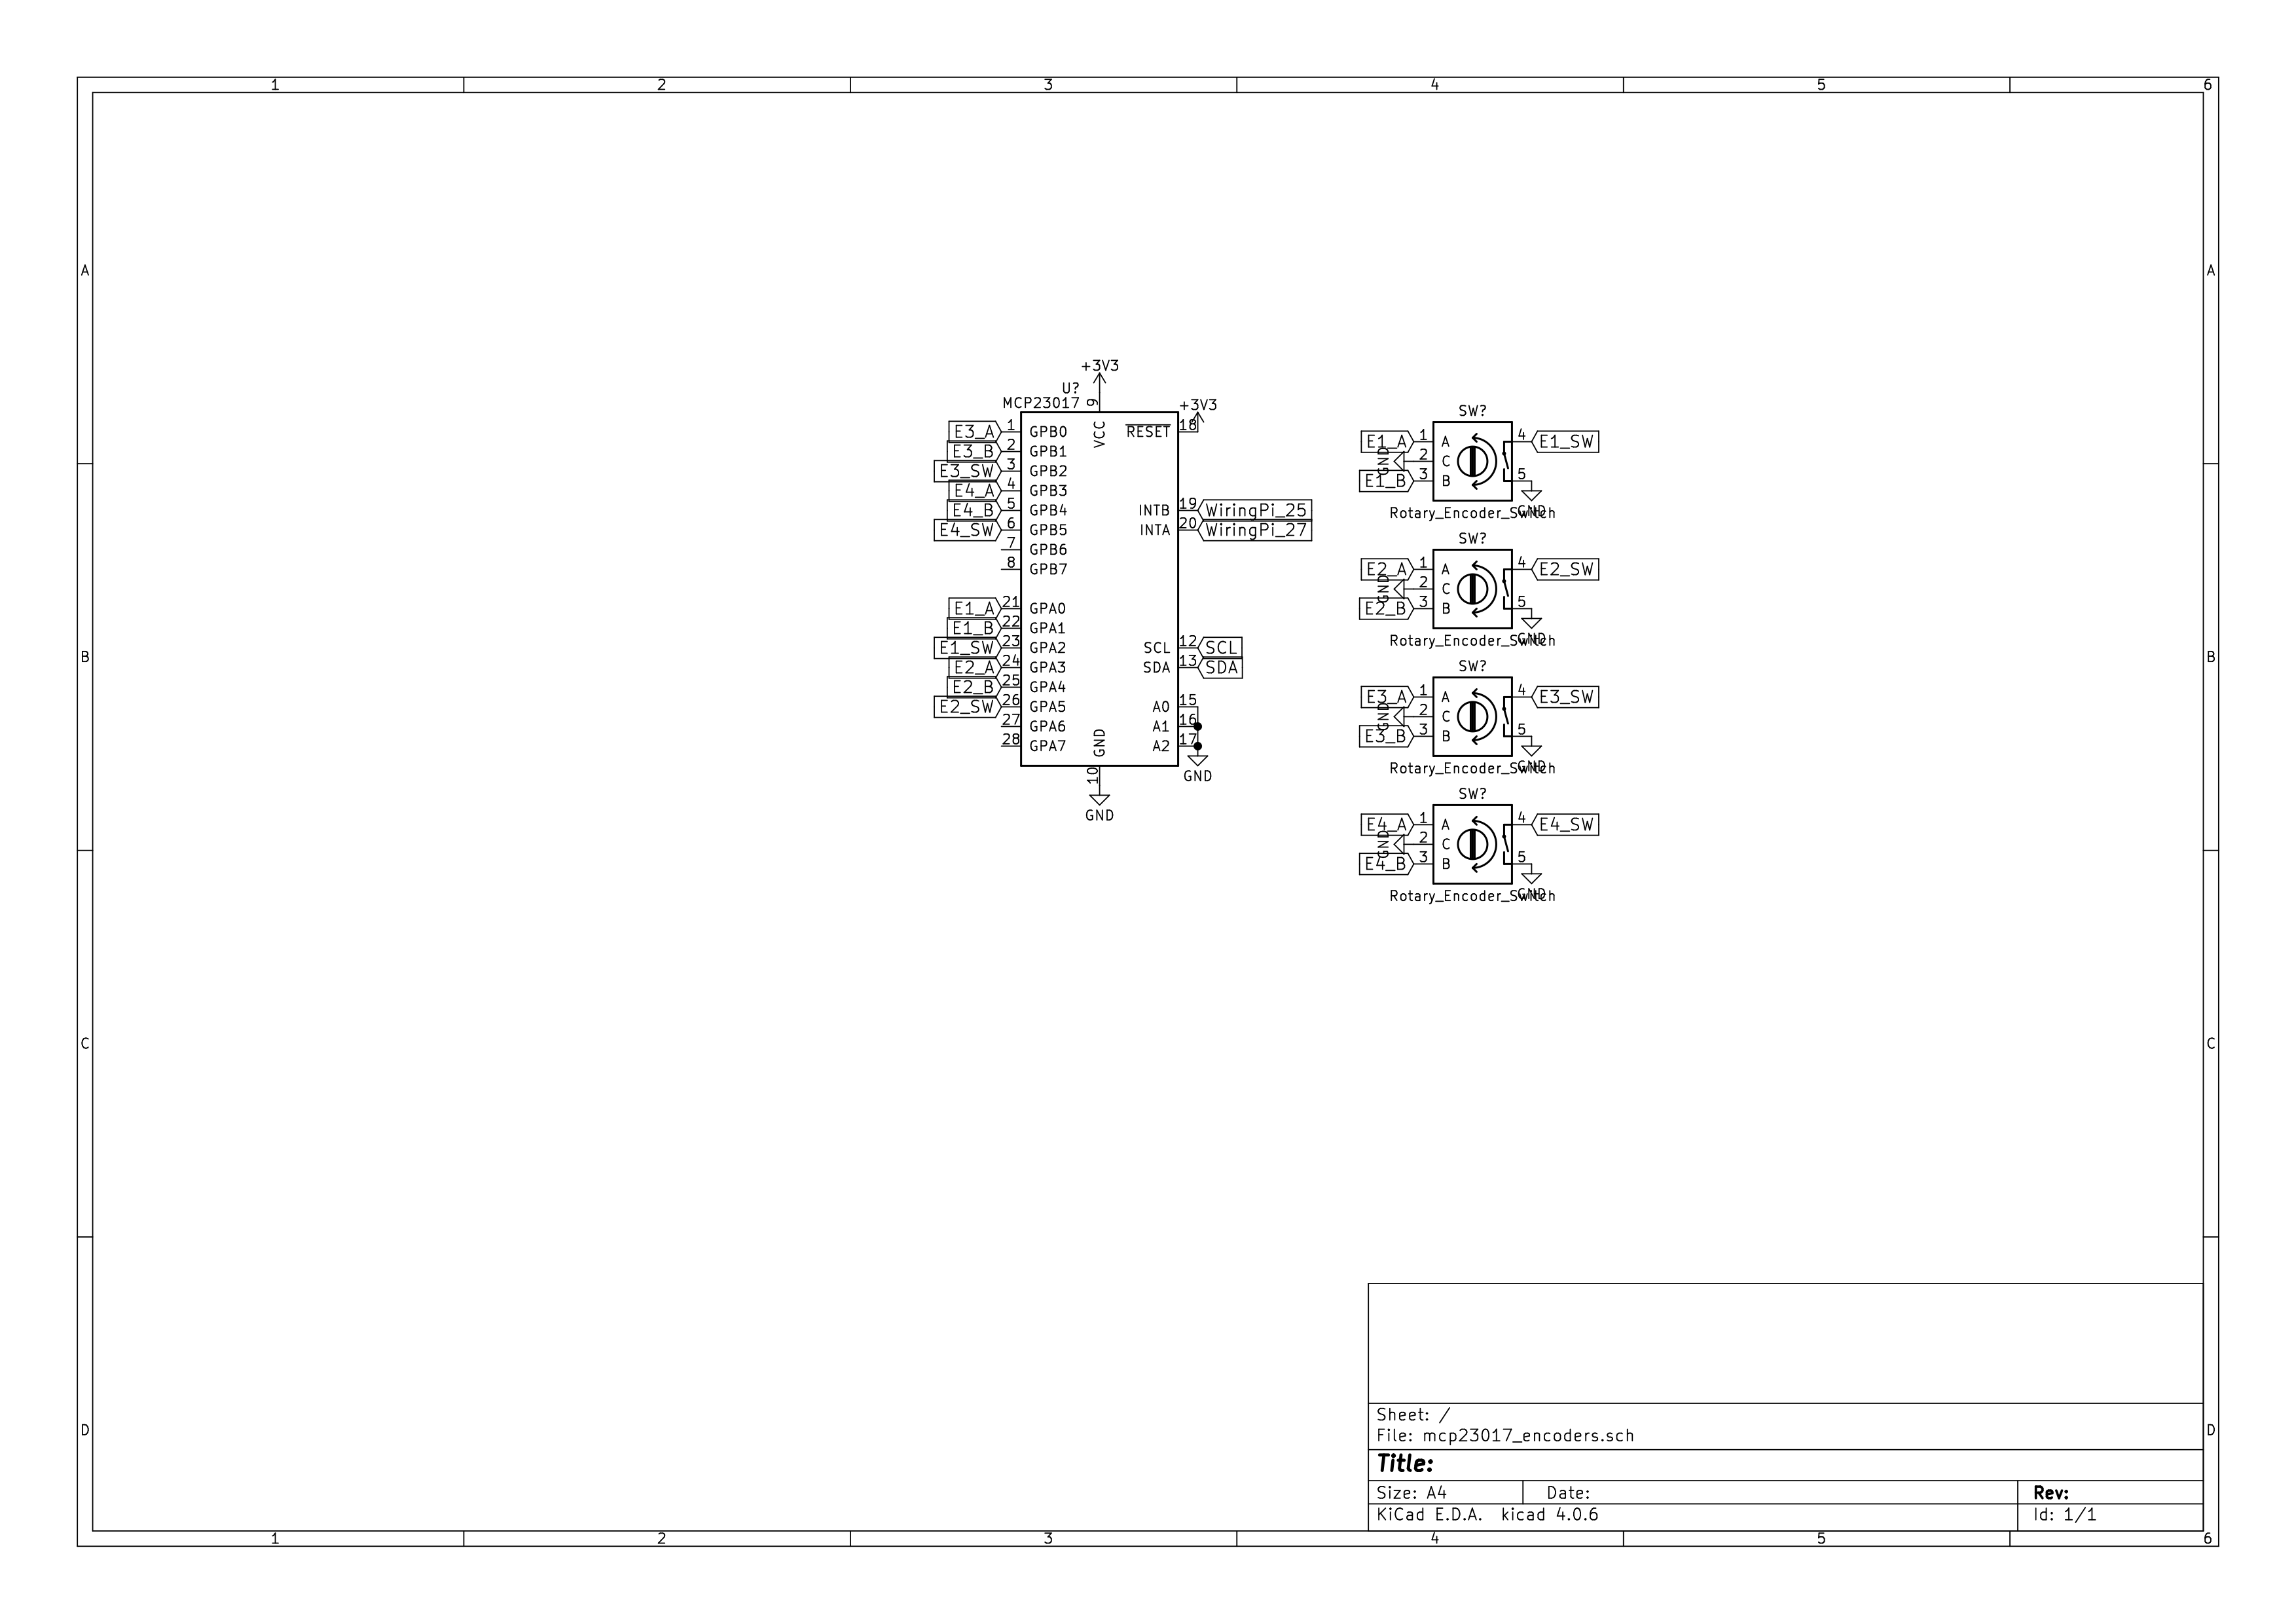 1 2 3 4 5 6
A A
+3V3
U?
MCP23017
9
+3V3
E3_A 1 GPB0
VCC
RESET 18
E3_B 2 GPB1
E3_SW 3 GPB2
E4_A 4 GPB3
E4_B 5 GPB4
INTB 19 WiringPi_25
E4_SW 6 GPB5
INTA 20 WiringPi_27
7 GPB6
8 GPB7
E1_A 21 GPA0
E1_B 22 GPA1
E1_SW 23 GPA2
SCL 12 SCL
E2_A 24 GPA3
SDA 13 SDA
E2_B 25 GPA4
E2_SW 26 GPA5
A0 15
27 GPA6
A1 16
28 GPA7
GND
A2 17
10
GND
GND
SW?
E1_A 1 A 4 E1_SW
GND 2 C
E1_B 3 B 5
GND
Rotary_Encoder_Switch
SW?
E2_A 1 A 4 E2_SW
GND 2 C
E2_B 3 B 5
GND
Rotary_Encoder_Switch
SW?
E3_A 1 A 4 E3_SW
GND 2 C
E3_B 3 B 5
GND
Rotary_Encoder_Switch
SW?
E4_A 1 A 4 E4_SW
GND 2 C
E4_B 3 B 5
GND
Rotary_Encoder_Switch
B B
C C
D D
Sheet: /
File: mcp23017_encoders.sch
Title:
Size: A4 Date: Rev:
KiCad E.D.A. kicad 4.0.6 Id: 1/1
1 2 3 4 5 6